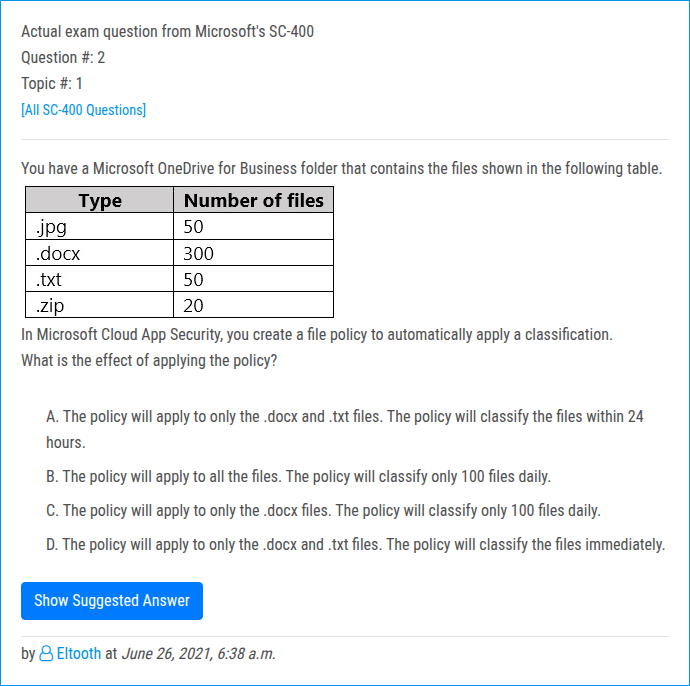 Actual exam question from Microsoft's SC-400
Question #: 2
Topic #: 1
[All SC-400 Questions]
You have a Microsoft OneDrive for Business folder that contains the files shown in the following table.
Type Number of files
.jpg 50
.docx 300
.txt 50
.zip 20
In Microsoft Cloud App Security, you create a file policy to automatically apply a classification.
What is the effect of applying the policy?
A. The policy will apply to only the .docx and .txt files. The policy will classify the files within 24
hours.
B. The policy will apply to all the files. The policy will classify only 100 files daily.
C. The policy will apply to only the .docx files. The policy will classify only 100 files daily.
D. The policy will apply to only the .docx and .txt files. The policy will classify the files immediately.
Show Suggested Answer
by Eltooth at June 26, 2021, 6:38 a.m.